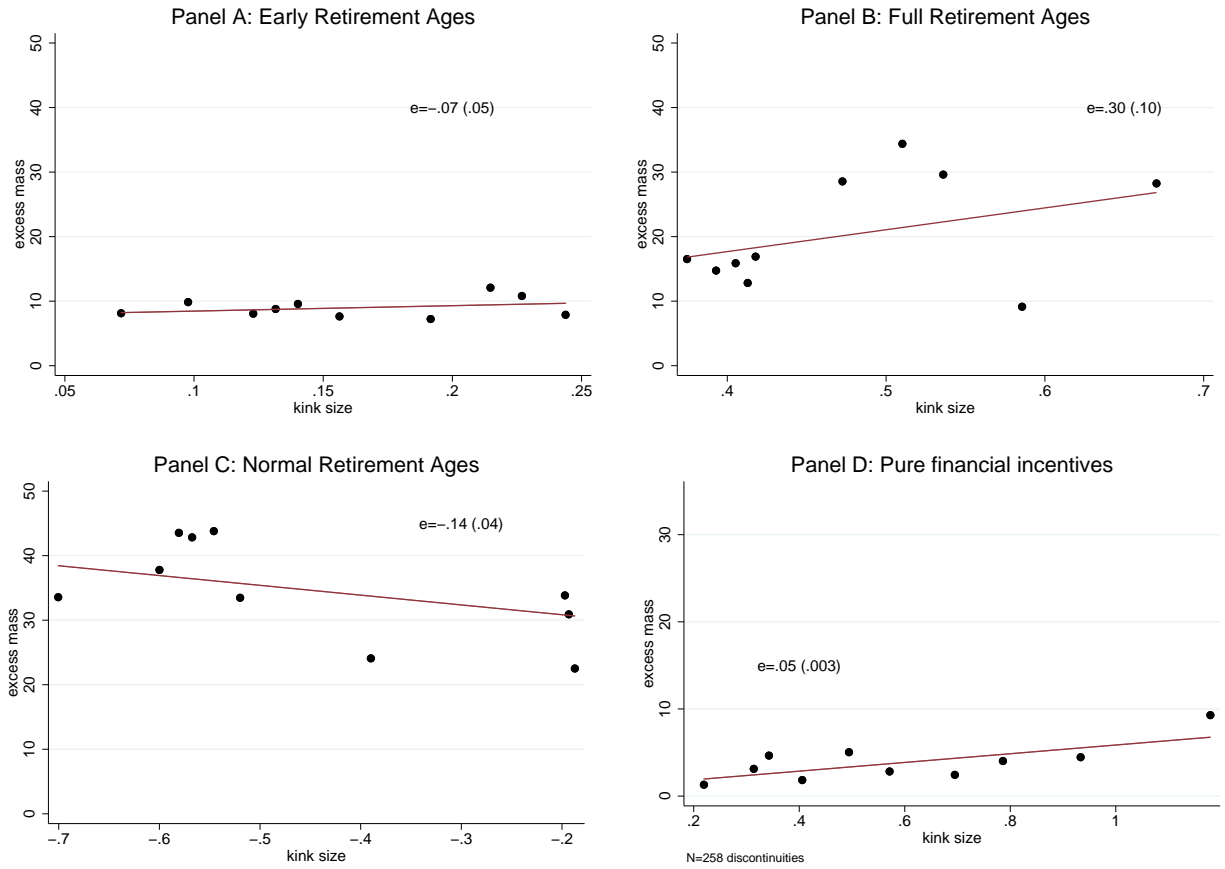 Panel A: Early Retirement Ages
e=−.07 (.05)
excess mass
50
40
30
20
10
0
.05
.1
.15
.2
.25
kink size
Panel B: Full Retirement Ages
e=.30 (.10)
excess mass
50
40
30
20
10
0
.4
.5
.6
.7
kink size
Panel C: Normal Retirement Ages
e=−.14 (.04)
excess mass
50
40
30
20
10
0
−.7
−.6
−.5
−.4
−.3
−.2
kink size
Panel D: Pure financial incentives
e=.05 (.003)
excess mass
30
20
10
0
.2
.4
.6
.8
1
kink size
N=258 discontinuities